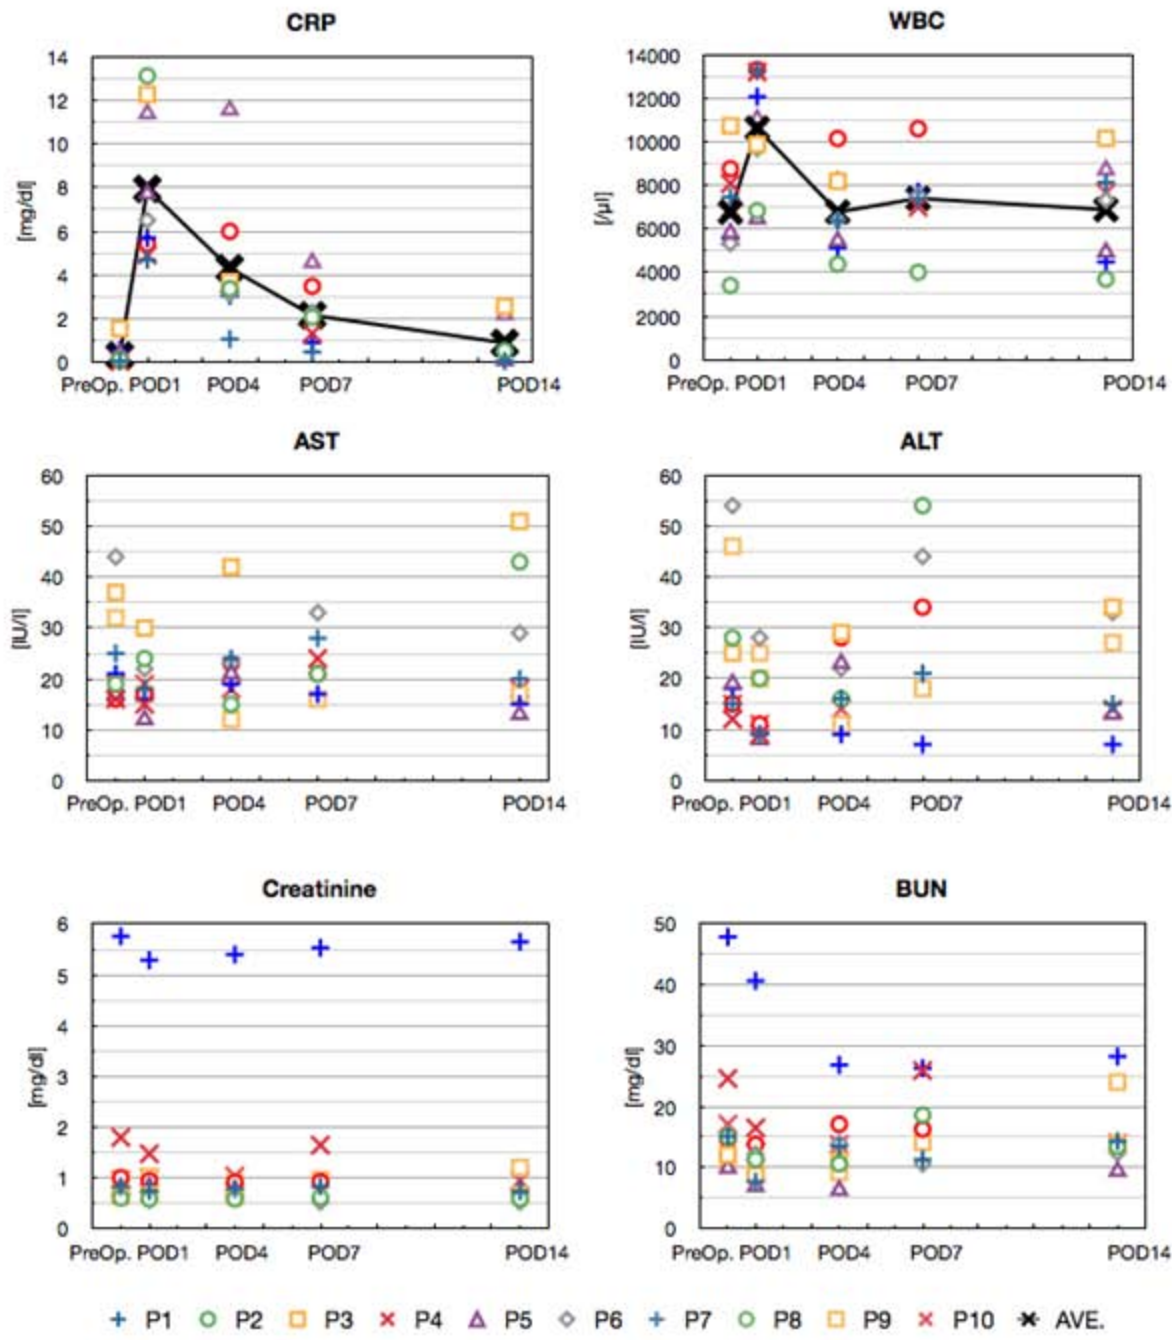 CRP
14
12
10
8
6
4
2
0
[mg/dl]
PreOp. POD1 POD4 POD7 POD14
WBC
14000
12000
10000
8000
6000
4000
2000
0
[/µl]
PreOp. POD1 POD4 POD7 POD14
AST
60
50
40
30
20
10
0
[IU/l]
PreOp. POD1 POD4 POD7 POD14
ALT
60
50
40
30
20
10
0
[IU/l]
PreOp. POD1 POD4 POD7 POD14
Creatinine
6
5
4
3
2
1
0
[mg/dl]
PreOp. POD1 POD4 POD7 POD14
BUN
50
40
30
20
10
0
[mg/dl]
PreOp. POD1 POD4 POD7 POD14
P1 P2 P3 P4 P5 P6 P7 P8 P9 P10 AVE.